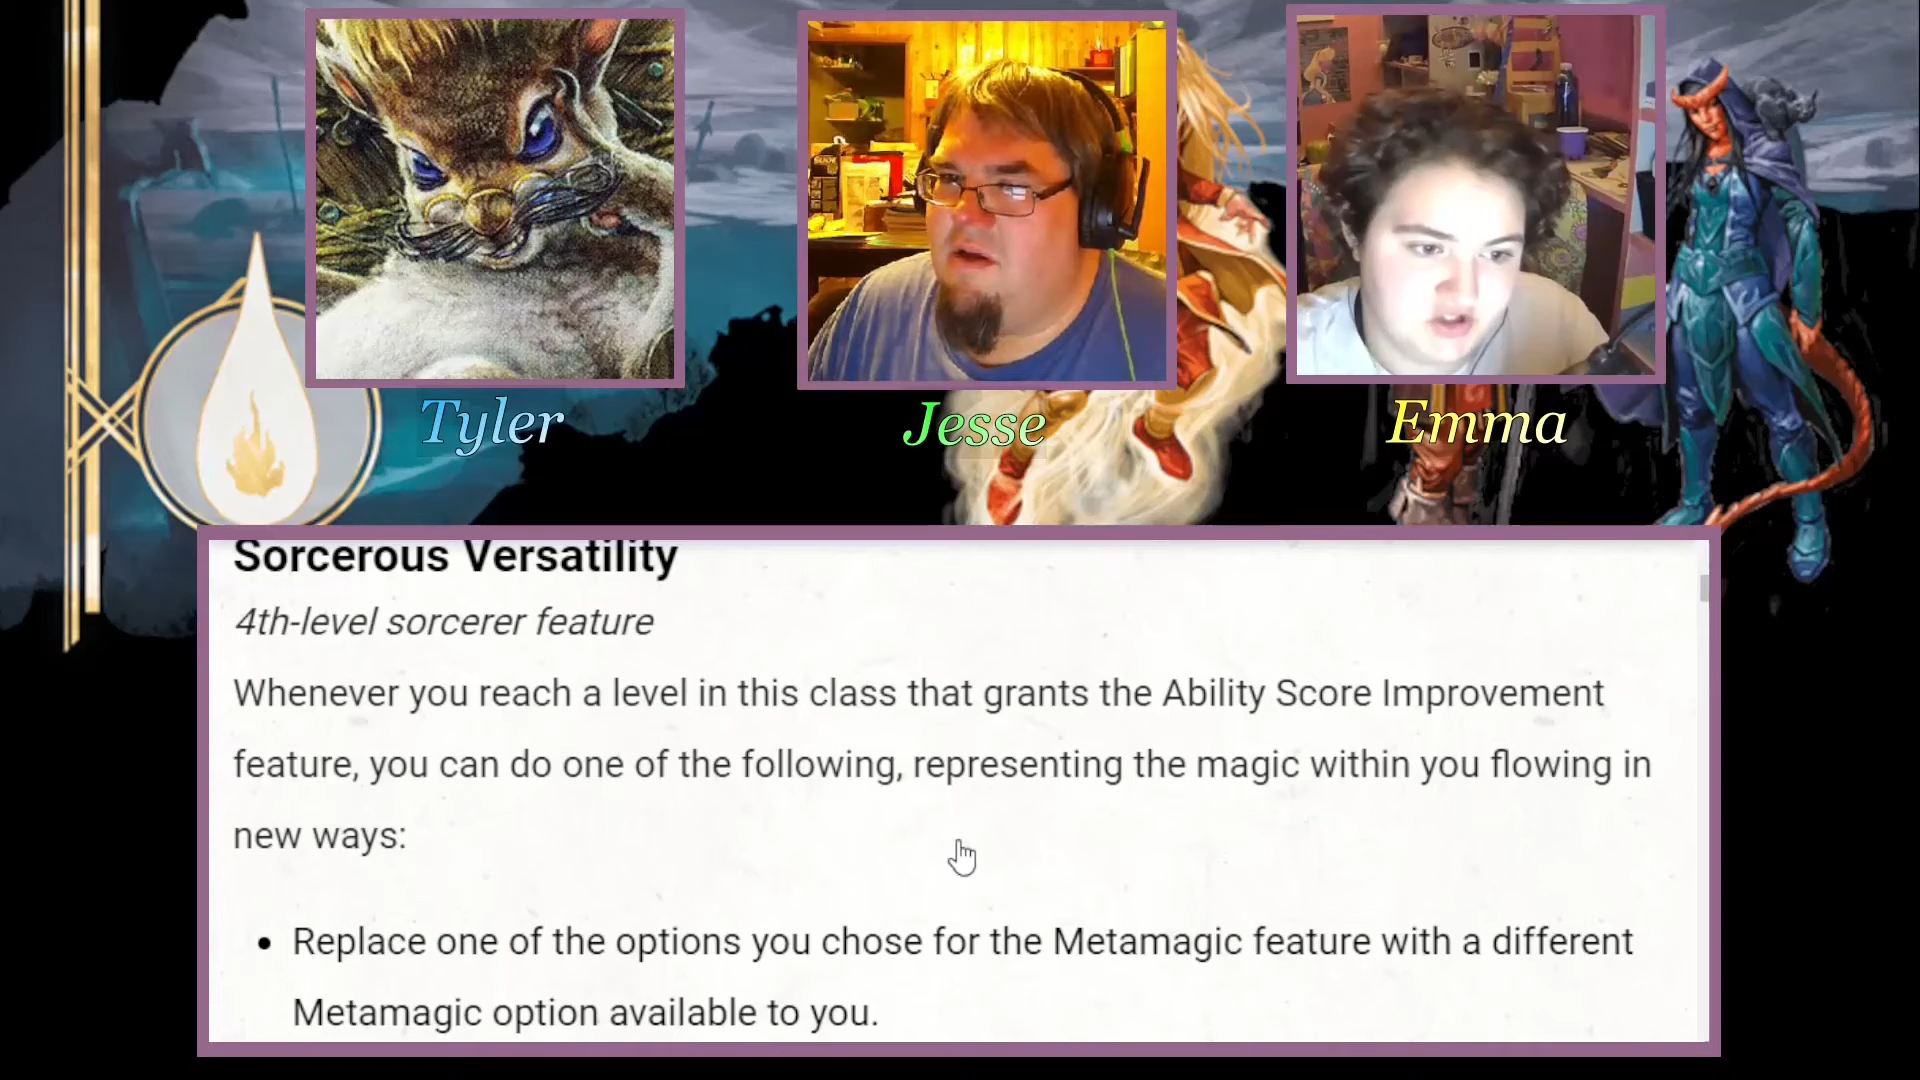 Tyler
Jesse
Emma
Sorcerous Versatility
4th-level sorcerer feature
Whenever you reach a level in this class that grants the Ability Score Improvement
feature, you can do one of the following, representing the magic within you flowing in
new ways:
• Replace one of the options you chose for the Metamagic feature with a different
Metamagic option available to you.